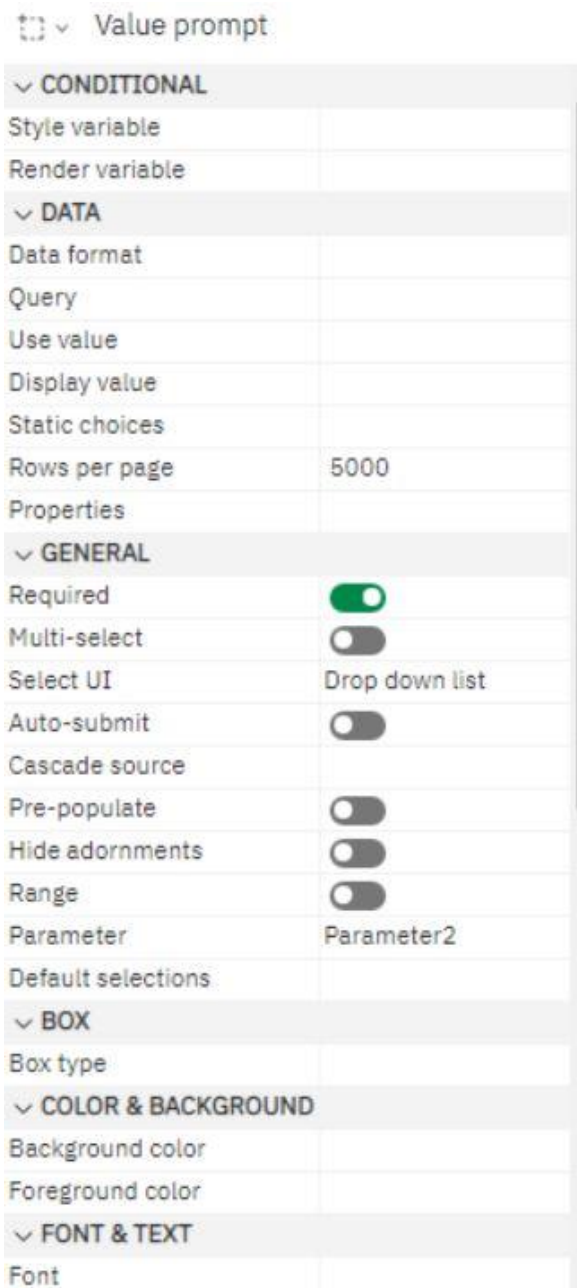 Value prompt
CONDITIONAL
Style variable
Render variable
DATA
Data format
Query
Use value
Display value
Static choices
Rows per page 5000
Properties
GENERAL
Required
Multi-select
Select UI Drop down list
Auto-submit
Cascade source
Pre-populate
Hide adornments
Range
Parameter Parameter2
Default selections
BOX
Box type
COLOR & BACKGROUND
Background color
Foreground color
FONT & TEXT
Font